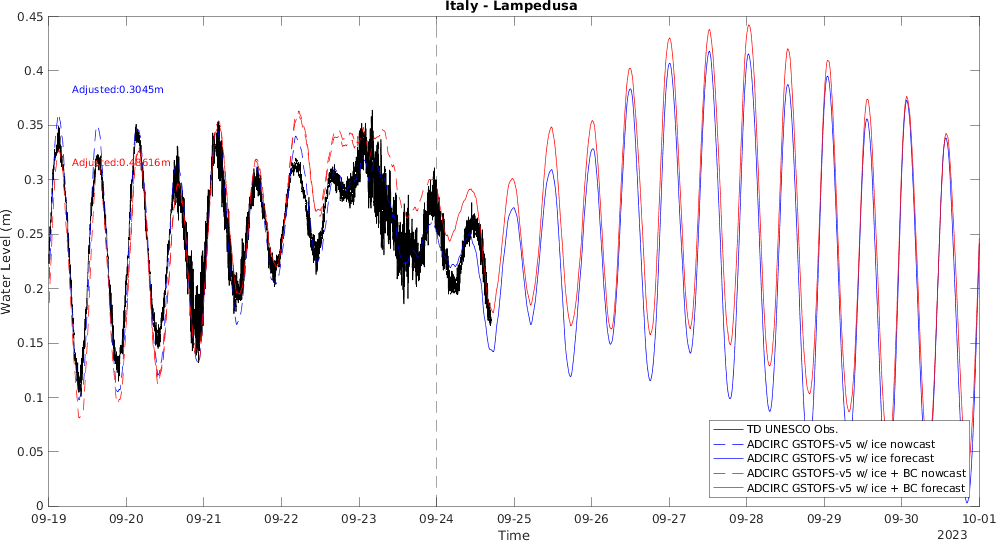 Italy - Lampedusa
0.45
0.4
0.35
0.3
0.25
0.2
0.15
0.1
0.05
0
Water Level (m)
Adjusted:0.3045m
Adjusted:0.48616m
TD UNESCO Obs.
ADCIRC GSTOFS-v5 w/ ice nowcast
ADCIRC GSTOFS-v5 w/ ice forecast
ADCIRC GSTOFS-v5 w/ ice + BC nowcast
ADCIRC GSTOFS-v5 w/ ice + BC forecast
09-19 09-20 09-21 09-22 09-23 09-24 09-25 09-26 09-27 09-28 09-29 09-30 10-01
Time
2023